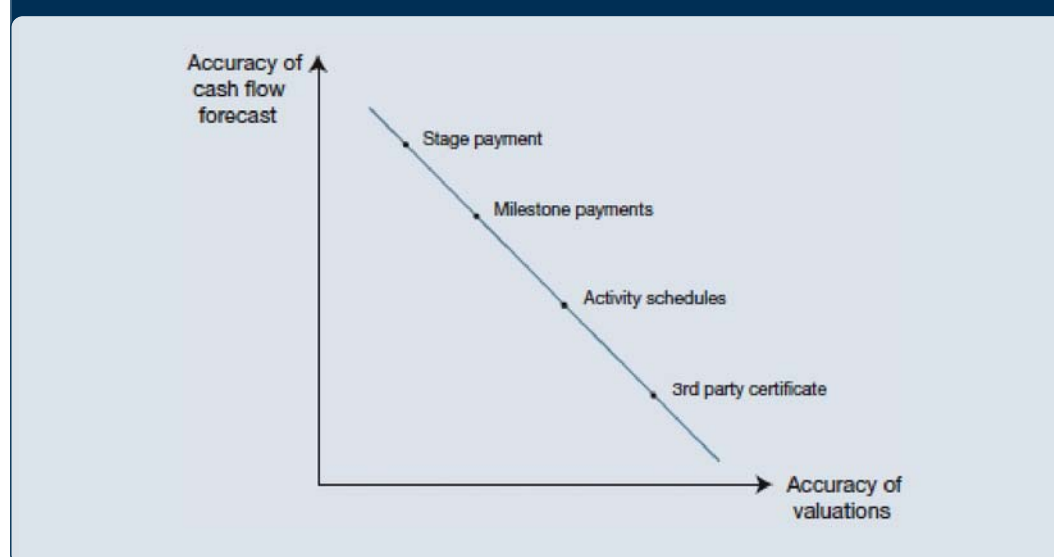 Accuracy of
cash flow
forecast
Stage payment
Milestone payments
Activity schedules
3rd party certificate
Accuracy of
valuations